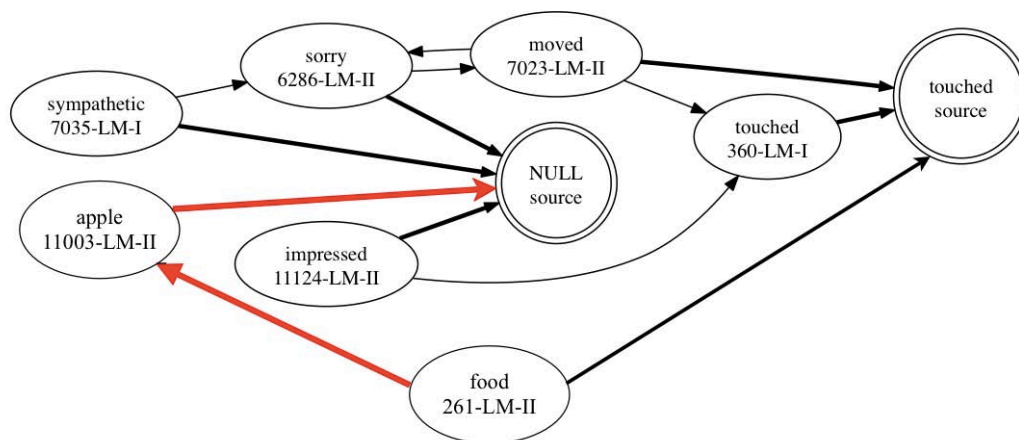 sorry
6286-LM-II
moved
7023-LM-II
touched
source
sympathetic
7035-LM-I
touched
360-LM-I
NULL
source
apple
11003-LM-II
impressed
11124-LM-II
food
261-LM-II